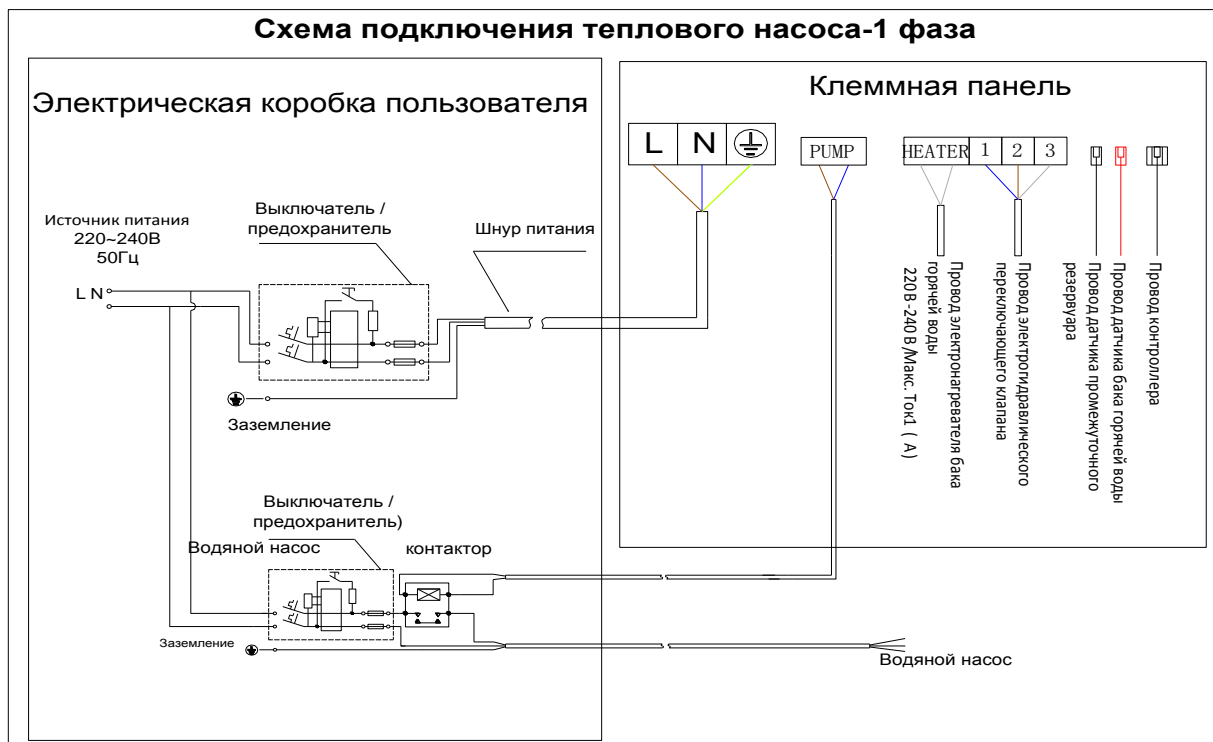 Схема подключения теплового насоса-1 фаза
Электрическая коробка пользователя
Источник питания
220~240В
50Гц
L N
Выключатель /
предохранитель
Шнур питания
Заземление
Выключатель /
предохранитель)
Водяной насос
контактор
Заземление
Водяной насос
Клеммная панель
L N
PUMP
HEATER 1 2 3
Провод электронагревателя бака
горячей воды
220В-240В/Макс. Ток1 ( А)
Провод электрогидравлического
переключающего клапана
Провод датчика промежуточного
резервуара
Провод датчика бака горячей воды
Провод контроллера